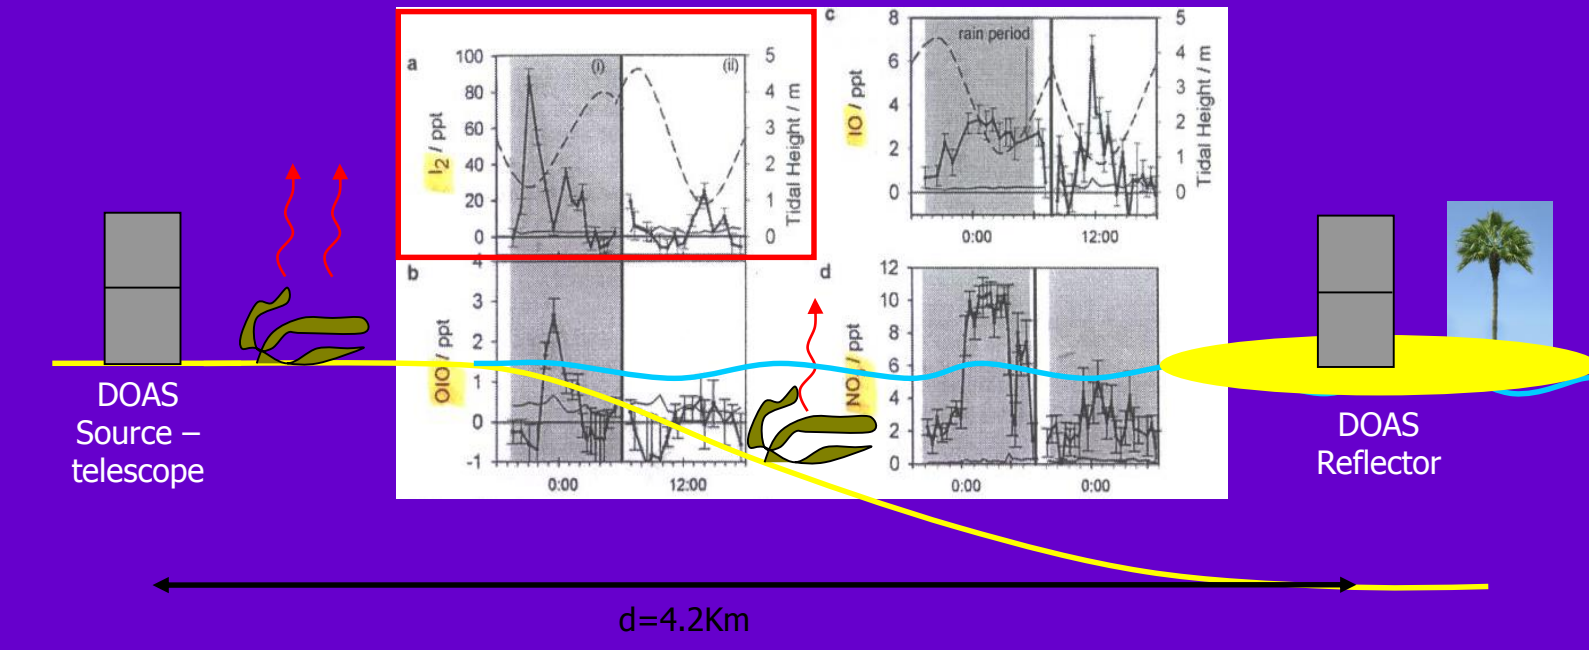 a
100
80
60
40
20
0
I2 / ppt
(i)
(ii)
5
4
3
2
1
0
Tidal Height / m
b
4
3
2
1
0
-1
OIO / ppt
0:00
12:00
c
8
6
4
2
0
IO / ppt
rain period
5
4
3
2
1
0
Tidal Height / m
0:00
12:00
d
12
10
8
6
4
2
0
/ ppt
0:00
0:00
DOAS
Source –
telescope
DOAS
Reflector
d=4.2Km